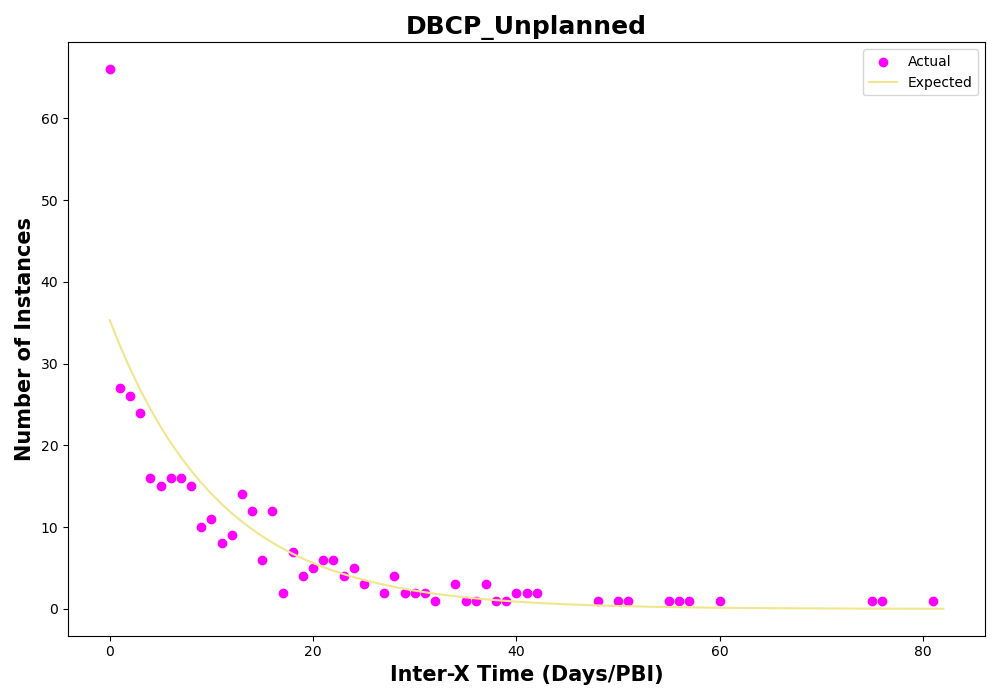 DBCP_Unplanned
Actual
Expected
Number of Instances
60
50
40
30
20
10
0
0 20 40 60 80
Inter-X Time (Days/PBI)